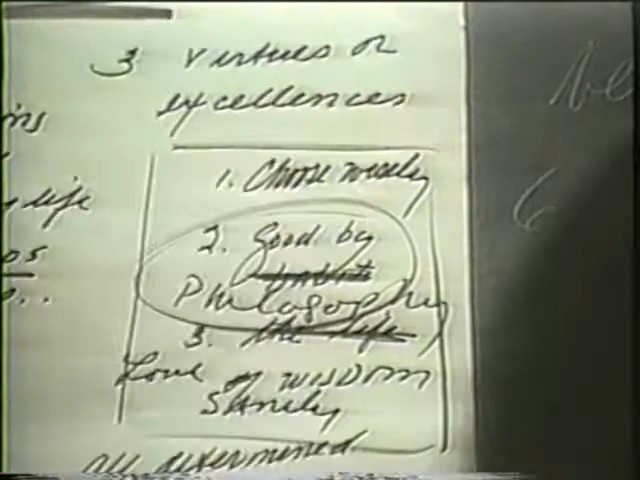 3 virtues or
excellences
1. Choose wisely
2. Good by
Philosophy
3. the life
Love of WISDOM
all determined
life